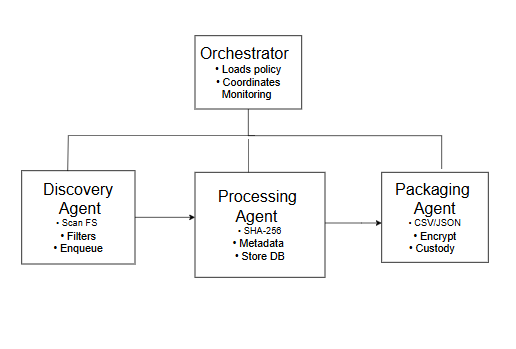 Orchestrator
• Loads policy
• Coordinates
Monitoring
Discovery
Agent
• Scan FS
• Filters
• Enqueue
Processing
Agent
• SHA-256
• Metadata
• Store DB
Packaging
Agent
• CSV/JSON
• Encrypt
• Custody